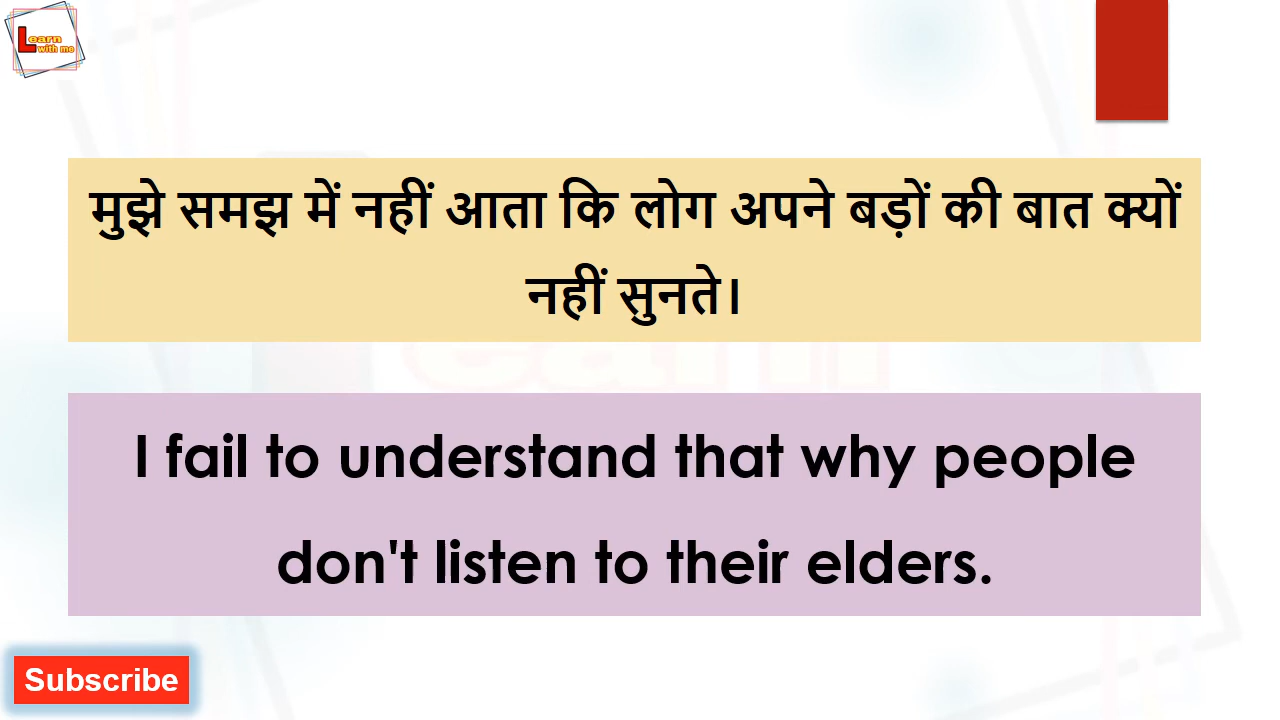 Learn
with me
मुझे समझ में नहीं आता कि लोग अपने बड़ों की बात क्यों
नहीं सुनते।
I fail to understand that why people
don't listen to their elders.
Subscribe